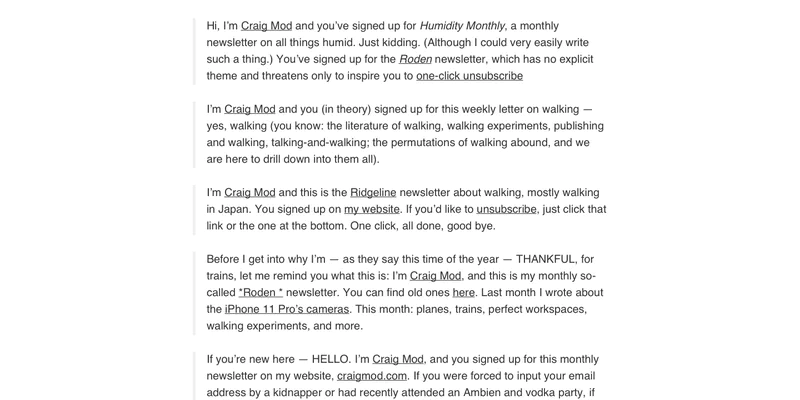 Hi, I’m Craig Mod and you’ve signed up for Humidity Monthly, a monthly
newsletter on all things humid. Just kidding. (Although I could very easily write
such a thing.) You’ve signed up for the Roden newsletter, which has no explicit
theme and threatens only to inspire you to one-click unsubscribe
I’m Craig Mod and you (in theory) signed up for this weekly letter on walking —
yes, walking (you know: the literature of walking, walking experiments, publishing
and walking, talking-and-walking; the permutations of walking abound, and we
are here to drill down into them all).
I’m Craig Mod and this is the Ridgeline newsletter about walking, mostly walking
in Japan. You signed up on my website. If you’d like to unsubscribe, just click that
link or the one at the bottom. One click, all done, good bye.
Before I get into why I’m — as they say this time of the year — THANKFUL, for
trains, let me remind you what this is: I’m Craig Mod, and this is my monthly so-
called *Roden * newsletter. You can find old ones here. Last month I wrote about
the iPhone 11 Pro’s cameras. This month: planes, trains, perfect workspaces,
walking experiments, and more.
If you’re new here — HELLO. I’m Craig Mod, and you signed up for this monthly
newsletter on my website, craigmod.com. If you were forced to input your email
address by a kidnapper or had recently attended an Ambien and vodka party, if